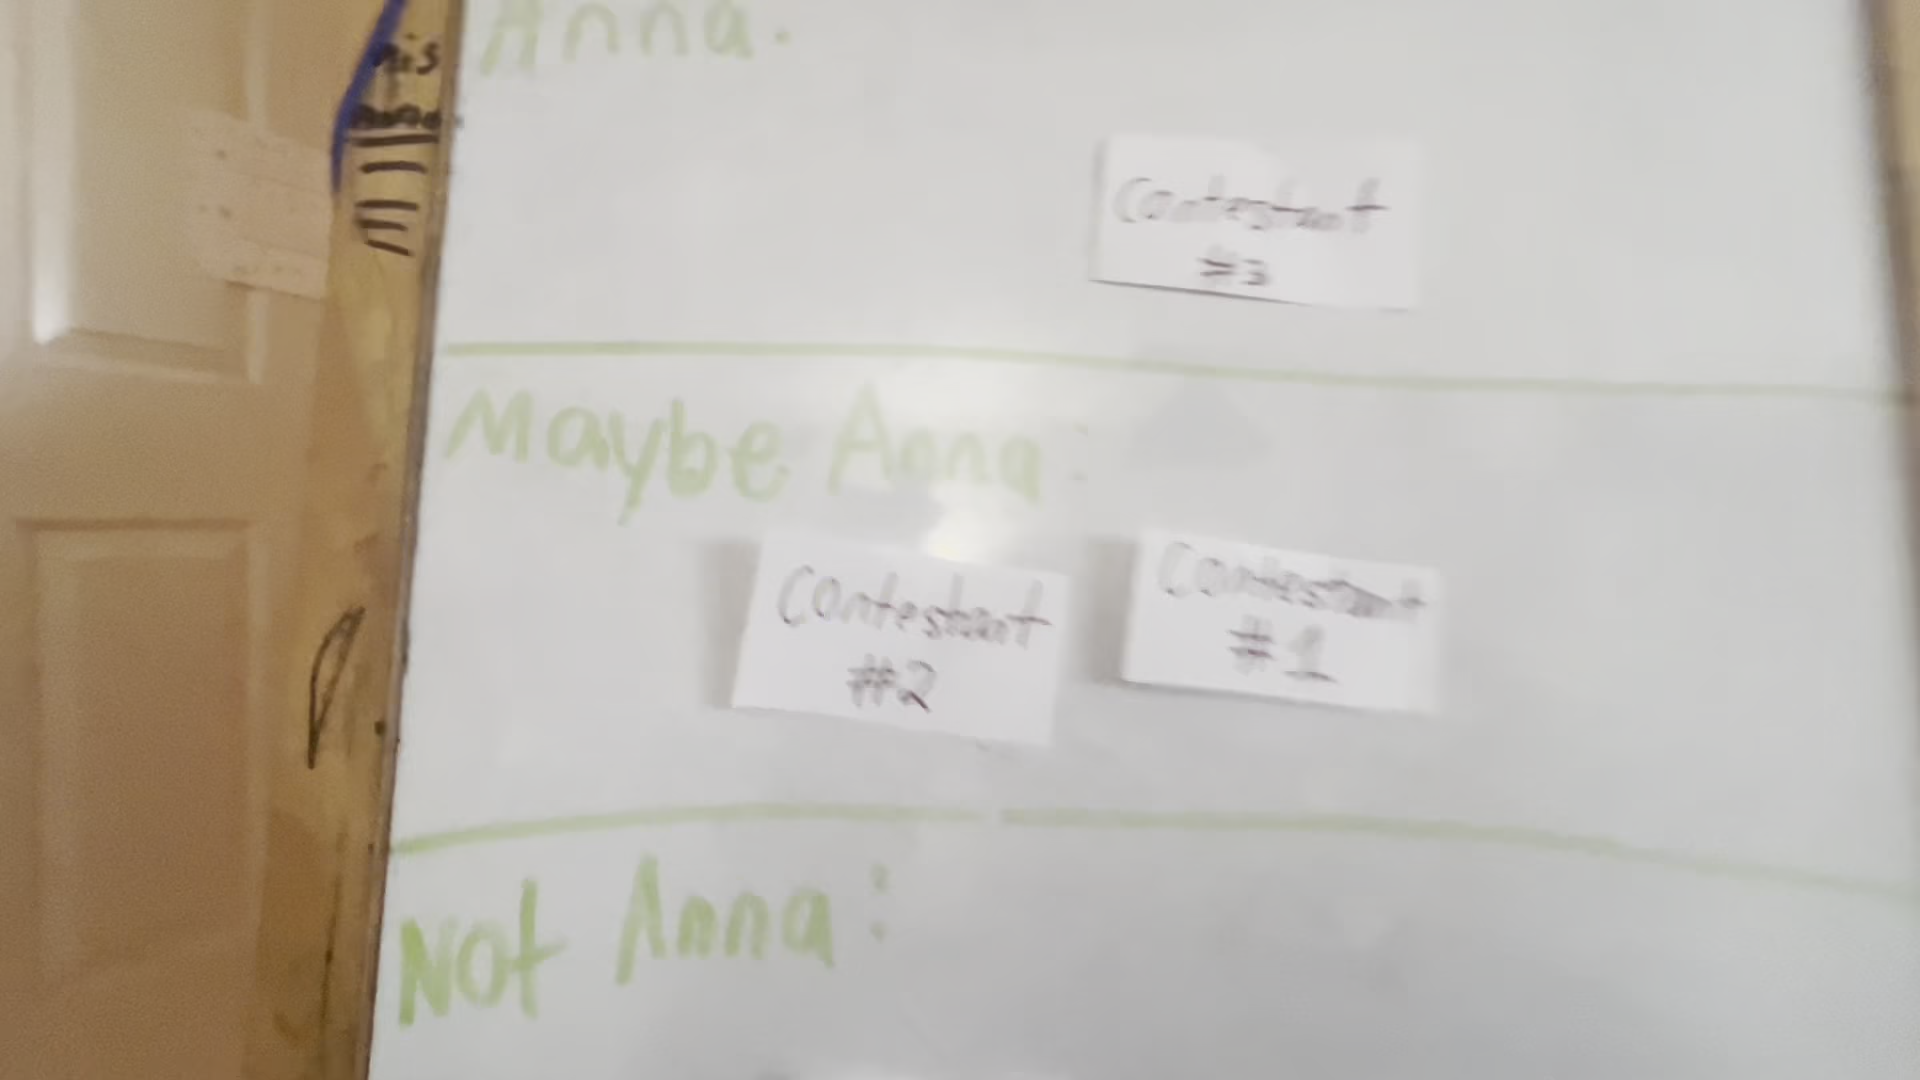 Anna:
Contestant
#3
Maybe Anna:
Contestant
#2
Contestant
#1
Not Anna: